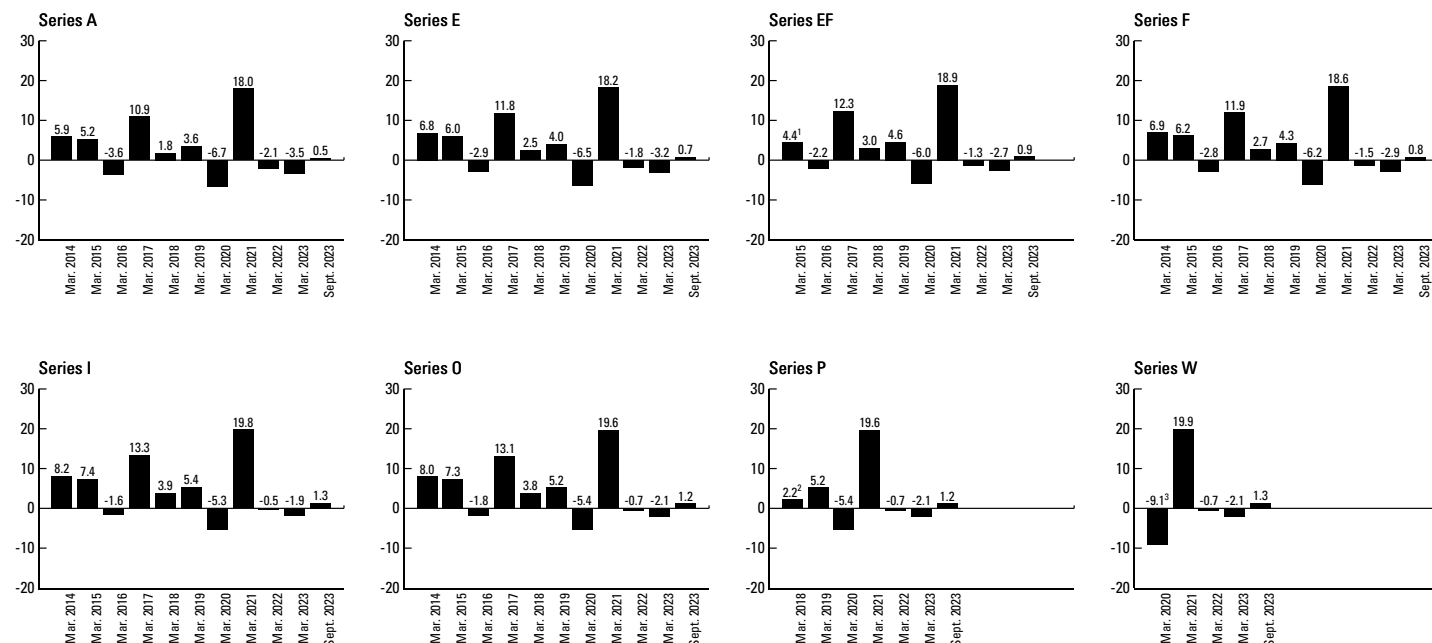 Series A
30
20
10
0
-10
-20
5.9
5.2
-3.6
10.9
1.8
3.6
-6.7
18.0
-2.1
-3.5
0.5
Mar. 2014
Mar. 2015
Mar. 2016
Mar. 2017
Mar. 2018
Mar. 2019
Mar. 2020
Mar. 2021
Mar. 2022
Mar. 2023
Sept. 2023
Series E
30
20
10
0
-10
-20
6.8
6.0
-2.9
11.8
2.5
4.0
-6.5
18.2
-1.8
-3.2
0.7
Mar. 2014
Mar. 2015
Mar. 2016
Mar. 2017
Mar. 2018
Mar. 2019
Mar. 2020
Mar. 2021
Mar. 2022
Mar. 2023
Sept. 2023
Series EF
30
20
10
0
-10
-20
4.4¹
-2.2
12.3
3.0
4.6
-6.0
18.9
-1.3
-2.7
0.9
Mar. 2015
Mar. 2016
Mar. 2017
Mar. 2018
Mar. 2019
Mar. 2020
Mar. 2021
Mar. 2022
Mar. 2023
Sept. 2023
Series F
30
20
10
0
-10
-20
6.9
6.2
-2.8
11.9
2.7
4.3
-6.2
18.6
-1.5
-2.9
0.8
Mar. 2014
Mar. 2015
Mar. 2016
Mar. 2017
Mar. 2018
Mar. 2019
Mar. 2020
Mar. 2021
Mar. 2022
Mar. 2023
Sept. 2023
Series I
30
20
10
0
-10
-20
8.2
7.4
-1.6
13.3
3.9
5.4
-5.3
19.8
-0.5
-1.9
1.3
Mar. 2014
Mar. 2015
Mar. 2016
Mar. 2017
Mar. 2018
Mar. 2019
Mar. 2020
Mar. 2021
Mar. 2022
Mar. 2023
Sept. 2023
Series O
30
20
10
0
-10
-20
8.0
7.3
-1.8
13.1
3.8
5.2
-5.4
19.6
-0.7
-2.1
1.2
Mar. 2014
Mar. 2015
Mar. 2016
Mar. 2017
Mar. 2018
Mar. 2019
Mar. 2020
Mar. 2021
Mar. 2022
Mar. 2023
Sept. 2023
Series P
30
20
10
0
-10
-20
2.2²
5.2
-5.4
19.6
-0.7
-2.1
1.2
Mar. 2018
Mar. 2019
Mar. 2020
Mar. 2021
Mar. 2022
Mar. 2023
Sept. 2023
Series W
30
20
10
0
-10
-20
-9.1³
19.9
-0.7
-2.1
1.3
Mar. 2020
Mar. 2021
Mar. 2022
Mar. 2023
Sept. 2023